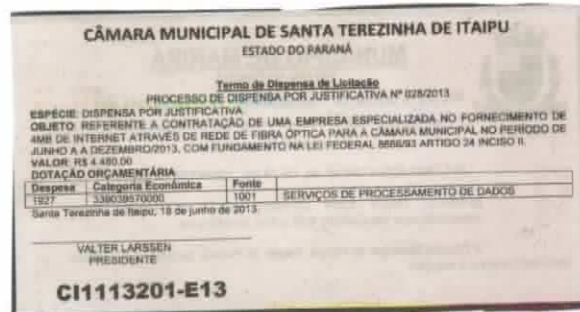 CÂMARA MUNICIPAL DE SANTA TEREZINHA DE ITAIPU
ESTADO DO PARANÁ
Termo de Dispensa de Licitação
PROCESSO DE DISPENSA POR JUSTIFICATIVA Nº 028/2013
ESPÉCIE: DISPENSA POR JUSTIFICATIVA
OBJETO: REFERENTE A CONTRATAÇÃO DE UMA EMPRESA ESPECIALIZADA NO FORNECIMENTO DE
4MB DE INTERNET ATRAVÉS DE REDE DE FIBRA ÓPTICA PARA A CÂMARA MUNICIPAL NO PERÍODO DE
JUNHO A A DEZEMBRO/2013, COM FUNDAMENTO NA LEI FEDERAL 8666/93 ARTIGO 24 INCISO II.
VALOR: R$ 4.480,00
DOTAÇÃO ORÇAMENTÁRIA
Despesa Categoria Econômica Fonte
1927 339039570000 1001 SERVIÇOS DE PROCESSAMENTO DE DADOS
Santa Terezinha de Itaipu, 18 de junho de 2013.
VALTER LARSSEN
PRESIDENTE
CI1113201-E13